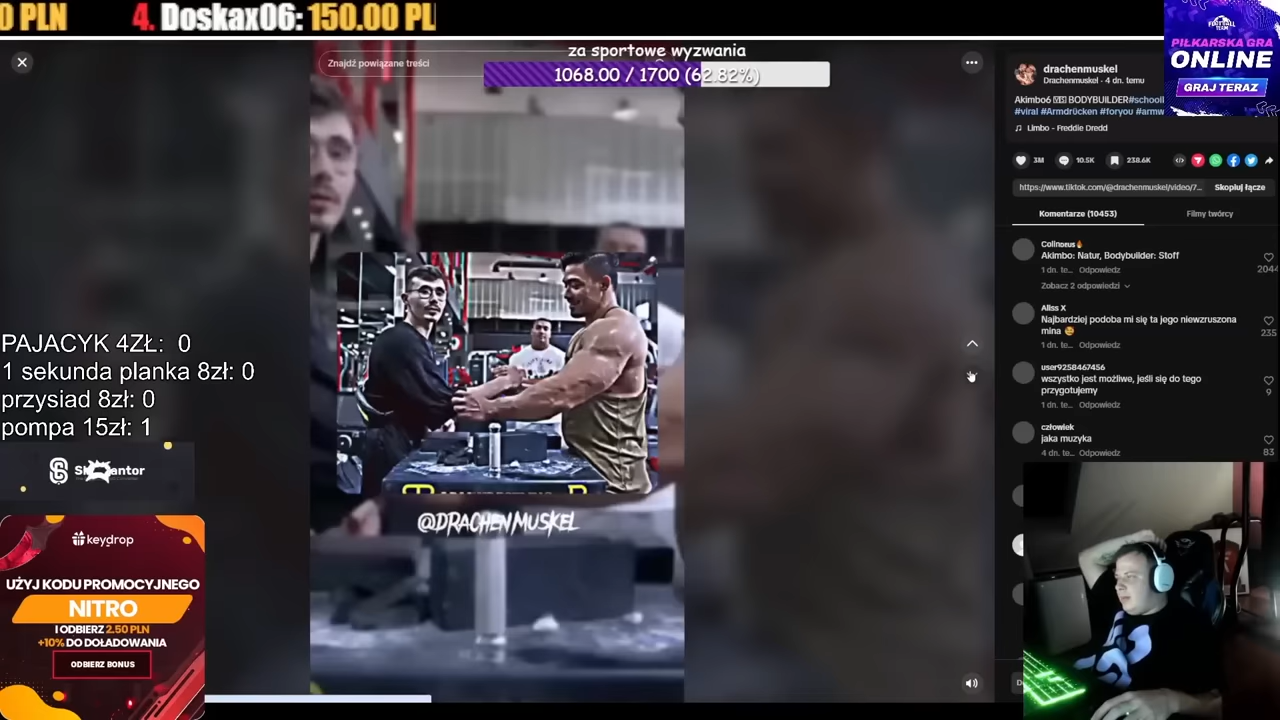 0 PLN 4. Doskax06: 150.00 PL
za sportowe wyzwania
1068.00 / 1700 (62.82%)
Znajdź powiązane treści
PIŁKARSKA GRA
ONLINE
GRAJ TERAZ
drachenmuskel
Drachenmuskel · 4 dn. temu
Akimbo6 🆚 BODYBUILDER#school
#viral #Armdrücken #foryou #armw
Limbo - Freddie Dredd
3M 10.5K 238.6K
https://www.tiktok.com/@drachenmuskel/video/7... Skopiuj łącze
Komentarze (10453) Filmy twórcy
Colinoeus🔥
Akimbo: Natur, Bodybuilder: Stoff
1 dn. te... Odpowiedz
2044
Zobacz 2 odpowiedzi
Aliss X
Najbardziej podoba mi się ta jego niewzruszona
mina
235
1 dn. te... Odpowiedz
user9258467456
wszystko jest możliwe, jeśli się do tego
przygotujemy
9
1 dn. te... Odpowiedz
człowiek
jaka muzyka
83
4 dn. te... Odpowiedz
PAJACYK 4ZŁ: 0
1 sekunda planka 8zł: 0
przysiad 8zł: 0
pompa 15zł: 1
@DRACHENMUSKEL
keydrop
UŻYJ KODU PROMOCYJNEGO
NITRO
I ODBIERZ 2.50 PLN
+10% DO DOŁADOWANIA
ODBIERZ BONUS